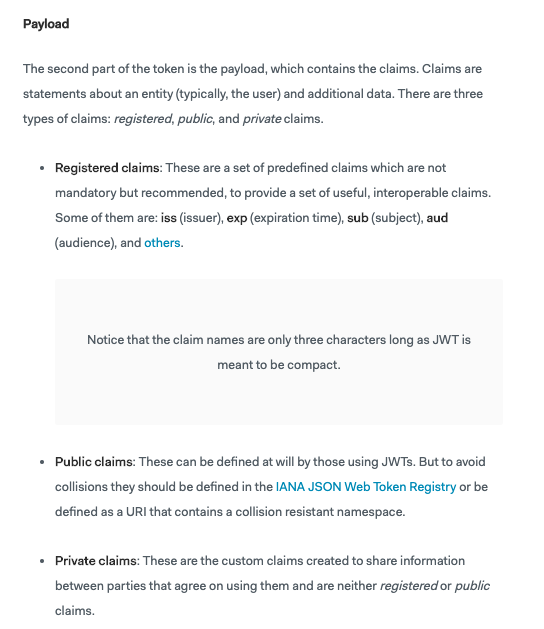 Payload
The second part of the token is the payload, which contains the claims. Claims are
statements about an entity (typically, the user) and additional data. There are three
types of claims: registered, public, and private claims.
• Registered claims: These are a set of predefined claims which are not
mandatory but recommended, to provide a set of useful, interoperable claims.
Some of them are: iss (issuer), exp (expiration time), sub (subject), aud
(audience), and others.
Notice that the claim names are only three characters long as JWT is
meant to be compact.
• Public claims: These can be defined at will by those using JWTs. But to avoid
collisions they should be defined in the IANA JSON Web Token Registry or be
defined as a URI that contains a collision resistant namespace.
• Private claims: These are the custom claims created to share information
between parties that agree on using them and are neither registered or public
claims.